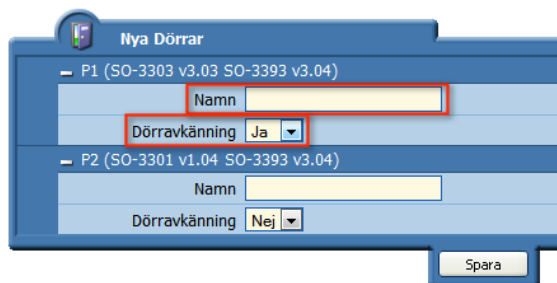 Nya Dörrar
P1 (SO-3303 v3.03 SO-3393 v3.04)
Namn
Dörravkänning Ja
P2 (SO-3301 v1.04 SO-3393 v3.04)
Namn
Dörravkänning Nej
Spara